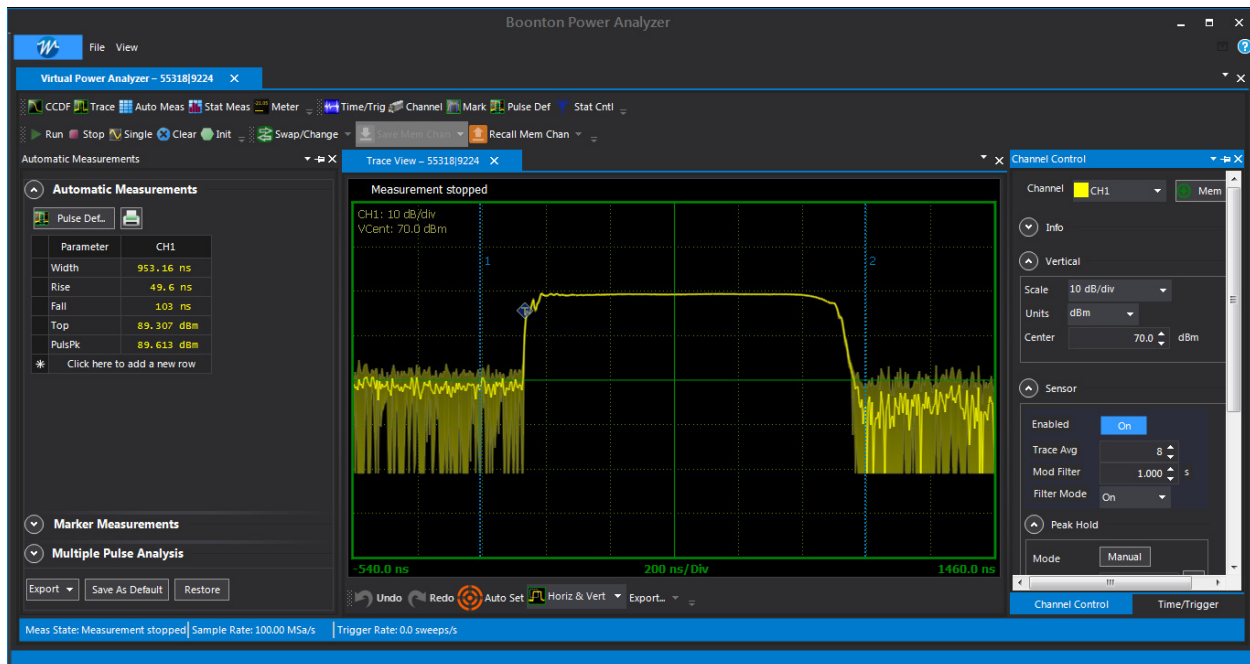 Boonton Power Analyzer
File View
Virtual Power Analyzer – 55318|9224 X
CCDF Trace Auto Meas Stat Meas Meter Time/Trig Channel Mark Pulse Def Stat Cntl
Run Stop Single Clear Init Swap/Change Save Mem Chan Recall Mem Chan
Automatic Measurements
Automatic Measurements
Pulse Def...
Parameter CH1
Width 953.16 ns
Rise 49.6 ns
Fall 103 ns
Top 89.307 dBm
PulsPk 89.613 dBm
Click here to add a new row
Marker Measurements
Multiple Pulse Analysis
Export Save As Default Restore
Trace View – 55318|9224 X
Measurement stopped
CH1: 10 dB/div
VCent: 70.0 dBm
1
2
T
-540.0 ns 200 ns/Div 1460.0 ns
Undo Redo Auto Set Horiz & Vert Export...
Channel Control
Channel CH1 Mem
Info
Vertical
Scale 10 dB/div
Units dBm
Center 70.0 dBm
Sensor
Enabled On
Trace Avg 8
Mod Filter 1.000 s
Filter Mode On
Peak Hold
Mode Manual
Channel Control Time/Trigger
Meas State: Measurement stopped Sample Rate: 100.00 MSa/s Trigger Rate: 0.0 sweeps/s